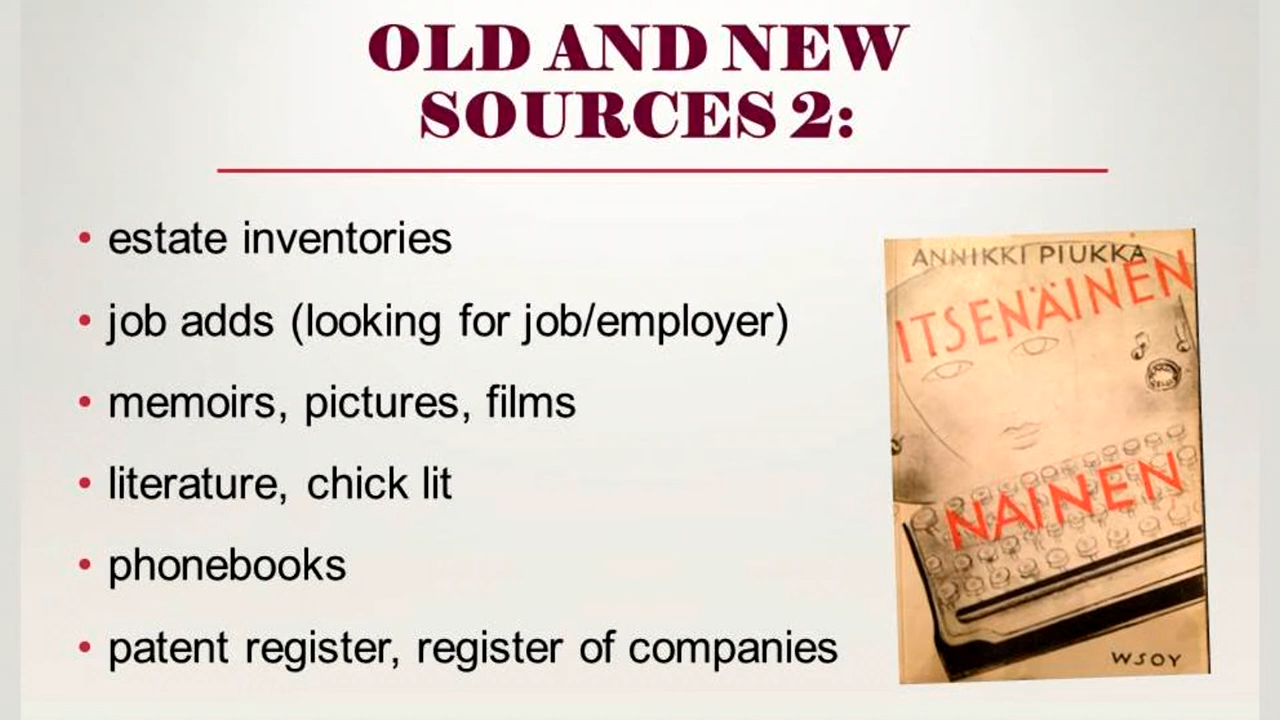 OLD AND NEW
SOURCES 2:
• estate inventories
• job adds (looking for job/employer)
• memoirs, pictures, films
• literature, chick lit
• phonebooks
• patent register, register of companies
ANNIKKI PIUKKA
ITSENÄINEN
NAINEN
WSOY